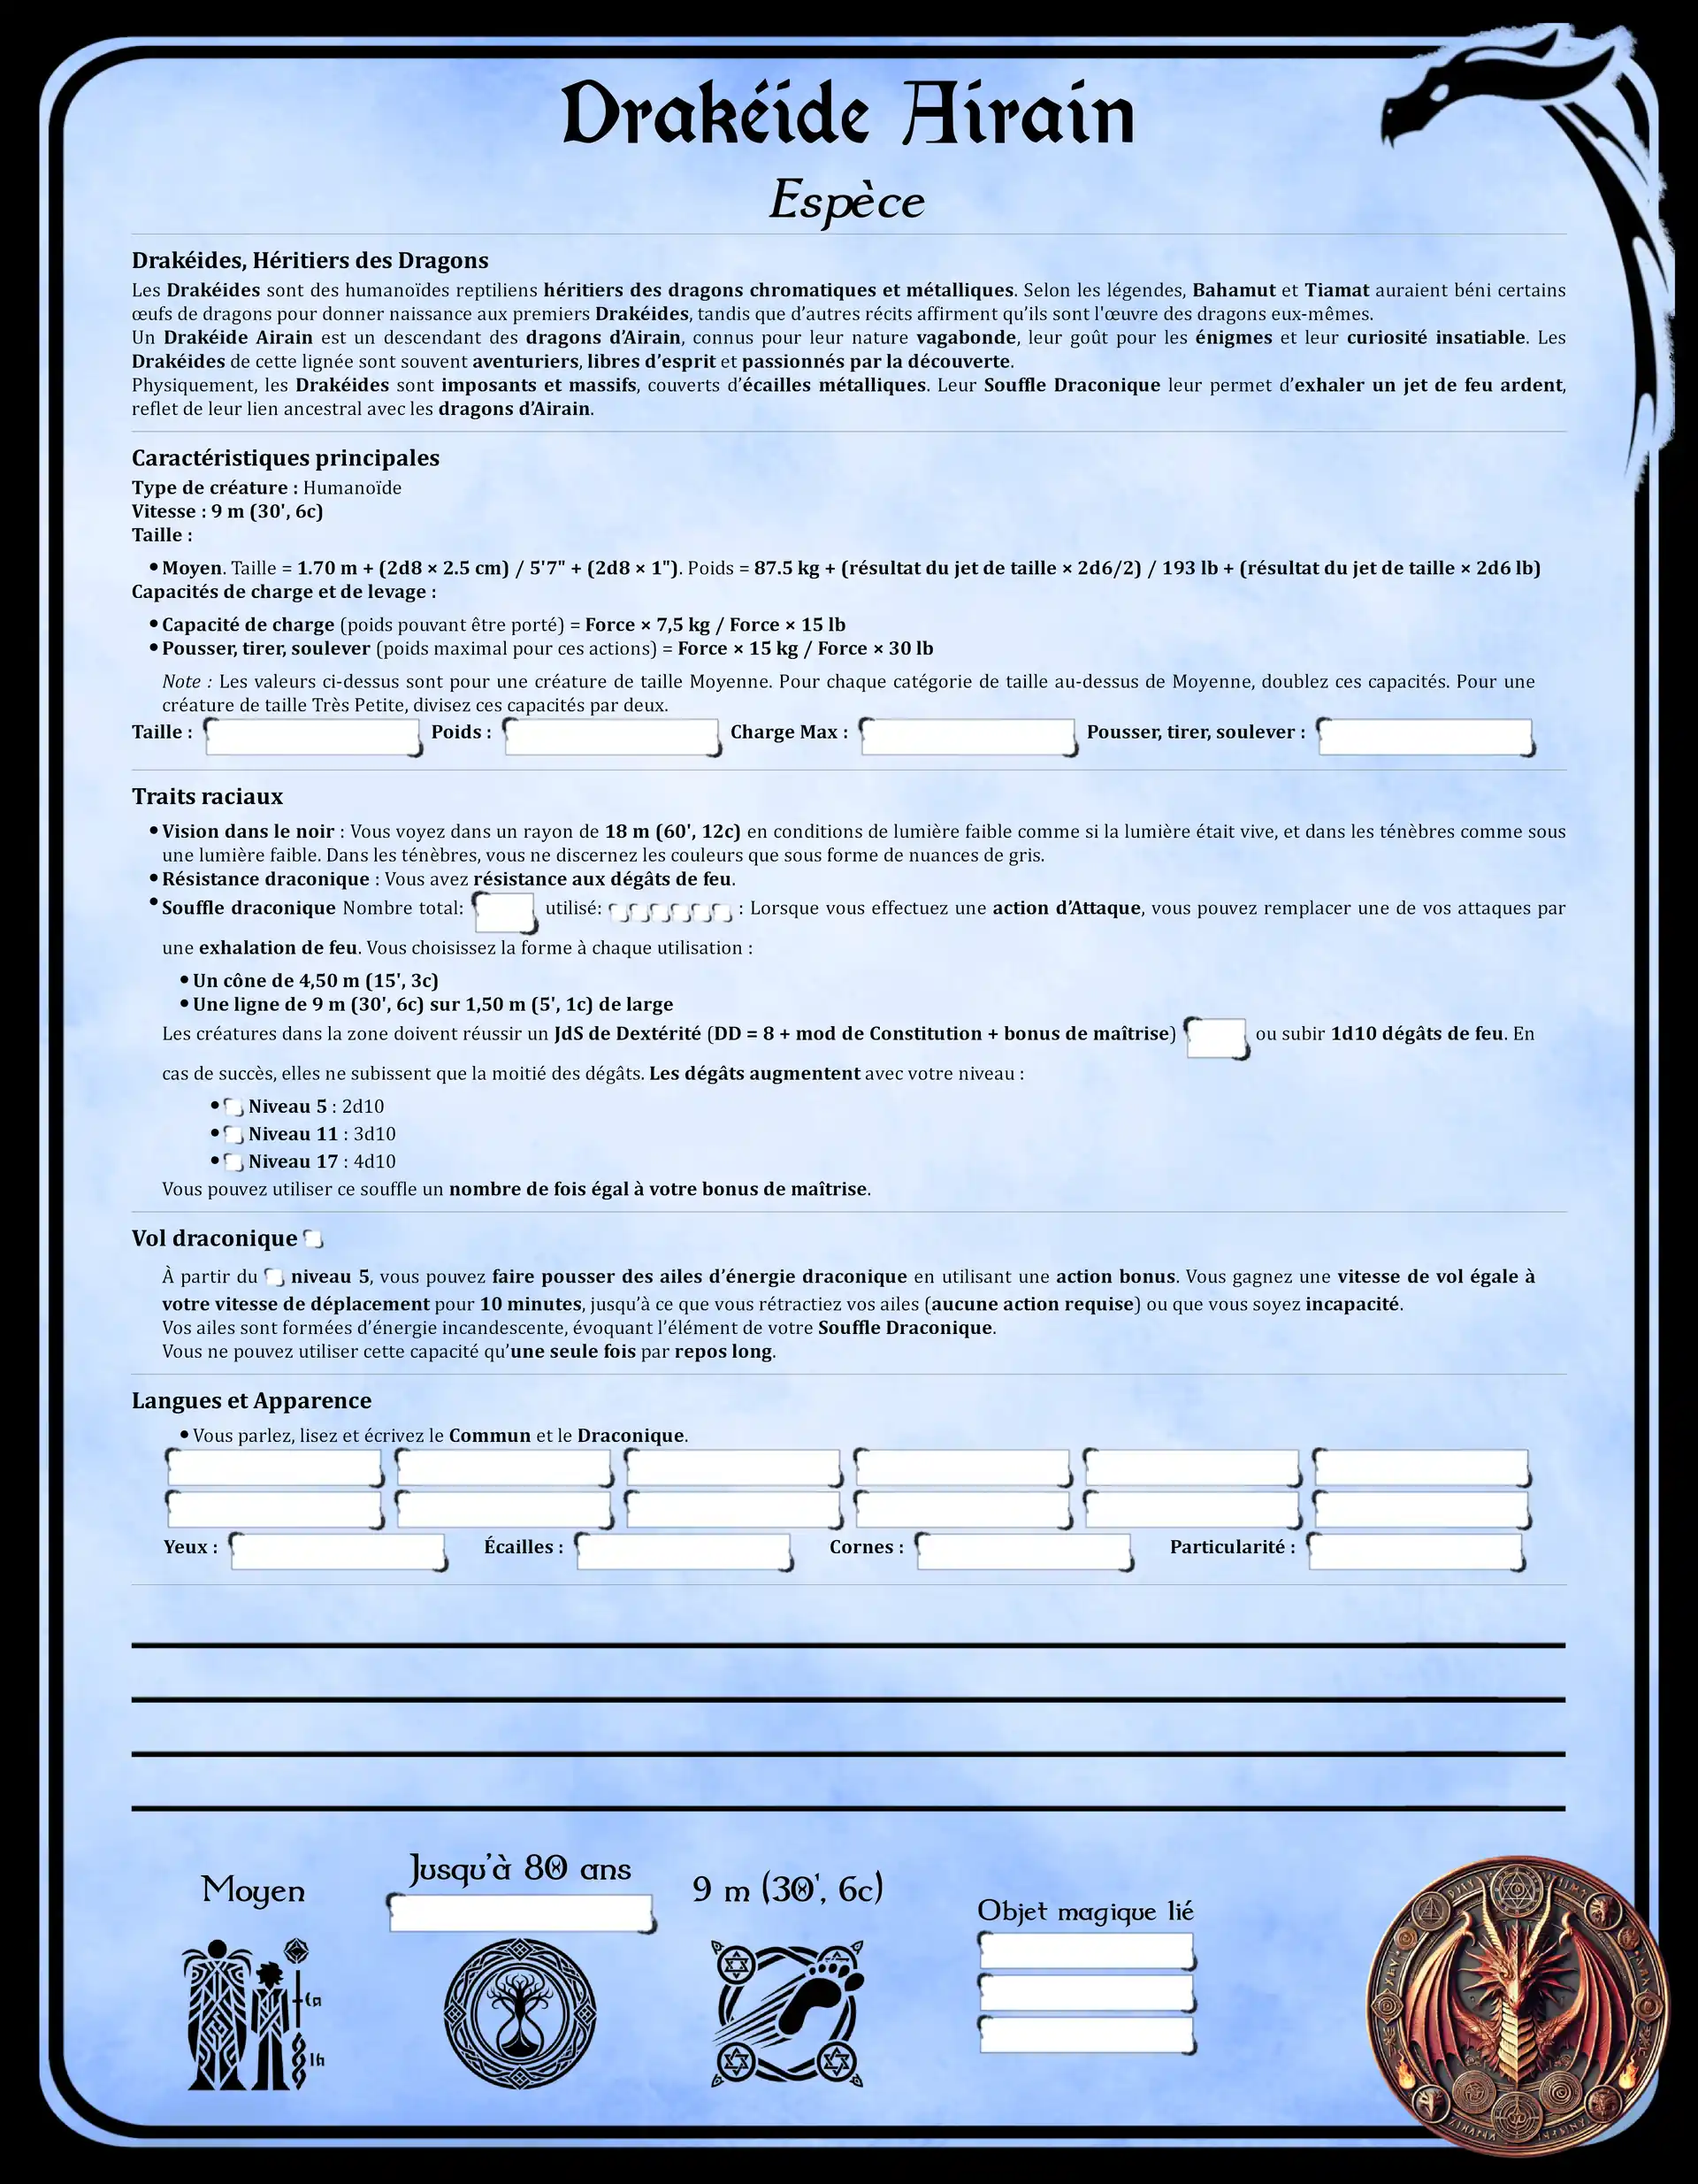 Drakéide Airain
Espèce
Drakéides, Héritiers des Dragons
Les Drakéides sont des humanoïdes reptiliens héritiers des dragons chromatiques et métalliques. Selon les légendes, Bahamut et Tiamat auraient béni certains
œufs de dragons pour donner naissance aux premiers Drakéides, tandis que d’autres récits affirment qu’ils sont l'œuvre des dragons eux-mêmes.
Un Drakéide Airain est un descendant des dragons d’Airain, connus pour leur nature vagabonde, leur goût pour les énigmes et leur curiosité insatiable. Les
Drakéides de cette lignée sont souvent aventuriers, libres d’esprit et passionnés par la découverte.
Physiquement, les Drakéides sont imposants et massifs, couverts d’écailles métalliques. Leur Souffle Draconique leur permet d’exhaler un jet de feu ardent,
reflet de leur lien ancestral avec les dragons d’Airain.
Caractéristiques principales
Type de créature : Humanoïde
Vitesse : 9 m (30', 6c)
Taille :
• Moyen. Taille = 1.70 m + (2d8 × 2.5 cm) / 5'7" + (2d8 × 1"). Poids = 87.5 kg + (résultat du jet de taille × 2d6/2) / 193 lb + (résultat du jet de taille × 2d6 lb)
Capacités de charge et de levage :
• Capacité de charge (poids pouvant être porté) = Force × 7,5 kg / Force × 15 lb
• Pousser, tirer, soulever (poids maximal pour ces actions) = Force × 15 kg / Force × 30 lb
Note : Les valeurs ci-dessus sont pour une créature de taille Moyenne. Pour chaque catégorie de taille au-dessus de Moyenne, doublez ces capacités. Pour une
créature de taille Très Petite, divisez ces capacités par deux.
Taille : Poids : Charge Max : Pousser, tirer, soulever :
Traits raciaux
• Vision dans le noir : Vous voyez dans un rayon de 18 m (60', 12c) en conditions de lumière faible comme si la lumière était vive, et dans les ténèbres comme sous
une lumière faible. Dans les ténèbres, vous ne discernez les couleurs que sous forme de nuances de gris.
• Résistance draconique : Vous avez résistance aux dégâts de feu.
• Souffle draconique Nombre total: utilisé: : Lorsque vous effectuez une action d’Attaque, vous pouvez remplacer une de vos attaques par
une exhalation de feu. Vous choisissez la forme à chaque utilisation :
• Un cône de 4,50 m (15', 3c)
• Une ligne de 9 m (30', 6c) sur 1,50 m (5', 1c) de large
Les créatures dans la zone doivent réussir un JdS de Dextérité (DD = 8 + mod de Constitution + bonus de maîtrise) ou subir 1d10 dégâts de feu. En
cas de succès, elles ne subissent que la moitié des dégâts. Les dégâts augmentent avec votre niveau :
• Niveau 5 : 2d10
• Niveau 11 : 3d10
• Niveau 17 : 4d10
Vous pouvez utiliser ce souffle un nombre de fois égal à votre bonus de maîtrise.
Vol draconique
À partir du niveau 5, vous pouvez faire pousser des ailes d’énergie draconique en utilisant une action bonus. Vous gagnez une vitesse de vol égale à
votre vitesse de déplacement pour 10 minutes, jusqu’à ce que vous rétractiez vos ailes (aucune action requise) ou que vous soyez incapacité.
Vos ailes sont formées d’énergie incandescente, évoquant l’élément de votre Souffle Draconique.
Vous ne pouvez utiliser cette capacité qu’une seule fois par repos long.
Langues et Apparence
• Vous parlez, lisez et écrivez le Commun et le Draconique.
Yeux : Écailles : Cornes : Particularité :
Moyen
Jusqu’à 80 ans
9 m (30', 6c)
Objet magique lié